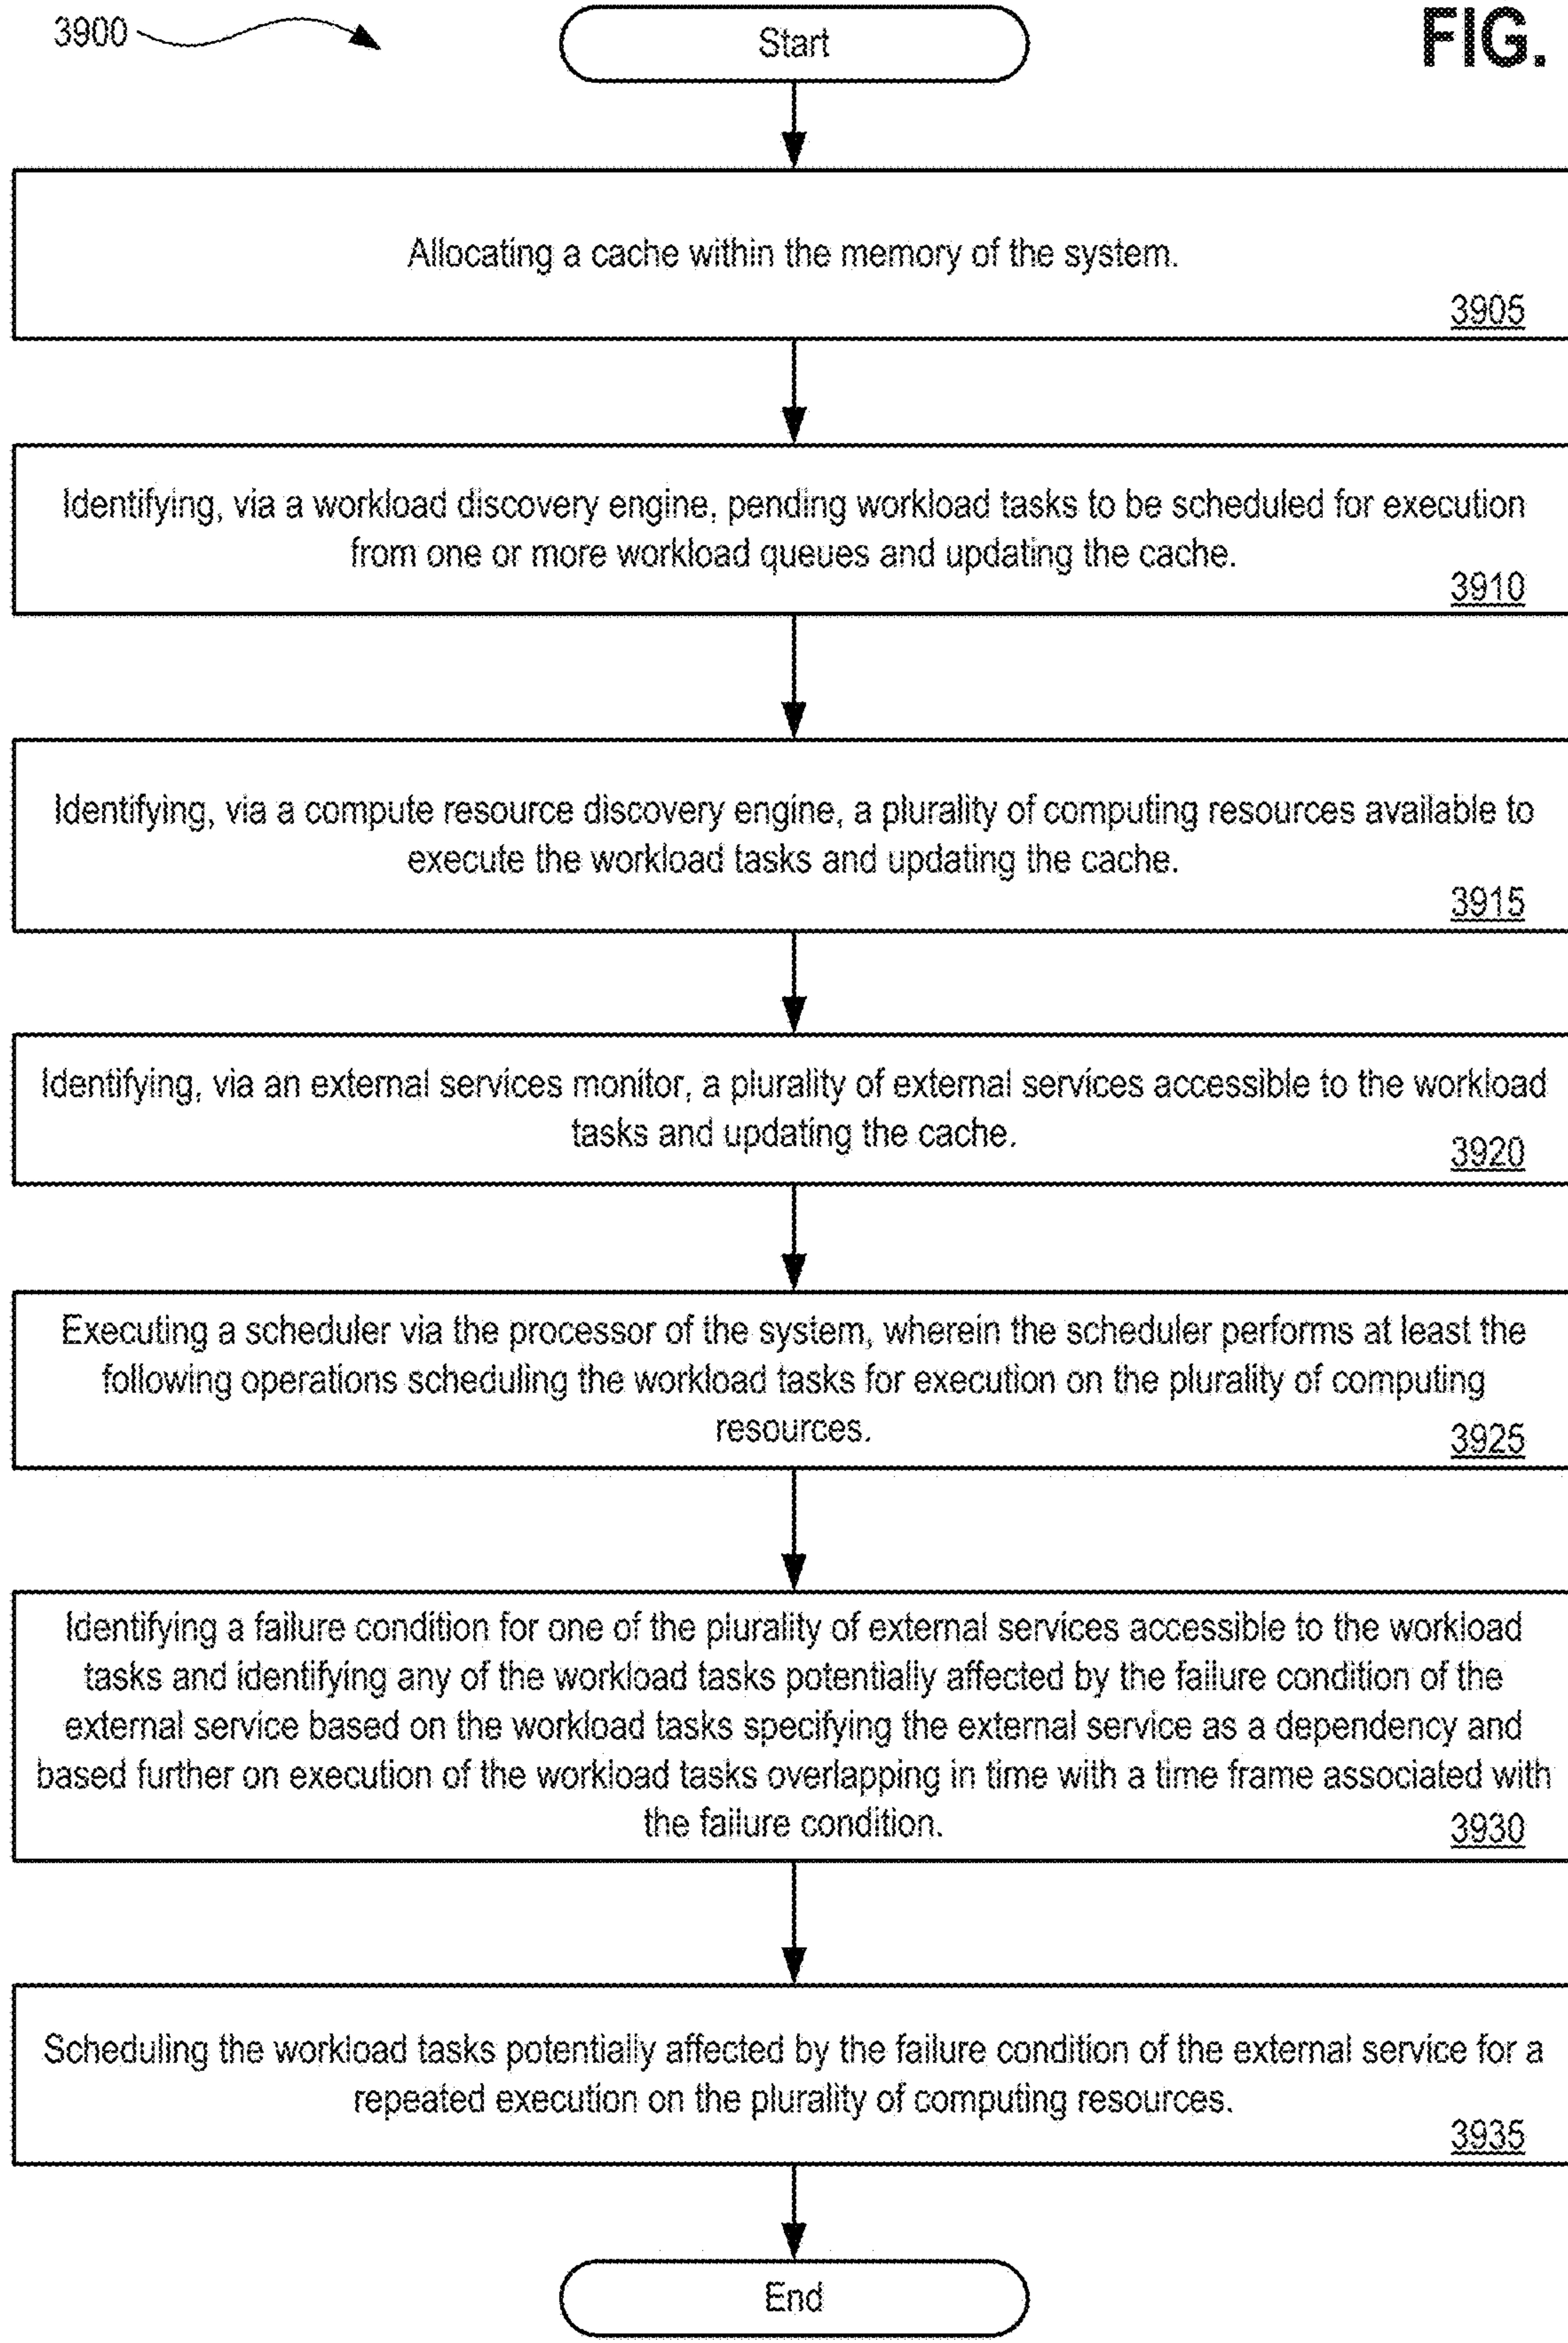 3900
Start
FIG.
Allocating a cache within the memory of the system.
3905
Identifying, via a workload discovery engine, pending workload tasks to be scheduled for execution
from one or more workload queues and updating the cache.
3910
Identifying, via a compute resource discovery engine, a plurality of computing resources available to
execute the workload tasks and updating the cache.
3915
Identifying, via an external services monitor, a plurality of external services accessible to the workload
tasks and updating the cache.
3920
Executing a scheduler via the processor of the system, wherein the scheduler performs at least the
following operations scheduling the workload tasks for execution on the plurality of computing
resources.
3925
Identifying a failure condition for one of the plurality of external services accessible to the workload
tasks and identifying any of the workload tasks potentially affected by the failure condition of the
external service based on the workload tasks specifying the external service as a dependency and
based further on execution of the workload tasks overlapping in time with a time frame associated with
the failure condition.
3930
Scheduling the workload tasks potentially affected by the failure condition of the external service for a
repeated execution on the plurality of computing resources.
3935
End